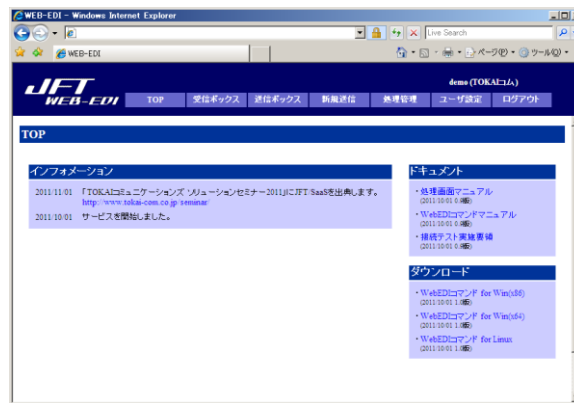 WEB-EDI - Windows Internet Explorer
Live Search
WEB-EDI
ページ(P) ツール(O)
demo (TOKAIコム)
JFT
WEB-EDI
TOP 受信ボックス 送信ボックス 新規送信 処理管理 ユーザ設定 ログアウト
TOP
インフォメーション
2011/11/01 「TOKAIコミュニケーションズ ソリューションセミナー2011」にJFT/SaaSを出典します。
http://www.tokai-com.co.jp/seminar/
2011/10/01 サービスを開始しました。
ドキュメント
・処理画面マニュアル
(2011/10/01 0.9版)
・WebEDIコマンドマニュアル
(2011/10/01 0.9版)
・接続テスト実施要領
(2011/10/01 0.9版)
ダウンロード
・WebEDIコマンド for Win(x86)
(2011/10/01 1.0版)
・WebEDIコマンド for Win(x64)
(2011/10/01 1.0版)
・WebEDIコマンド for Linux
(2011/10/01 1.0版)